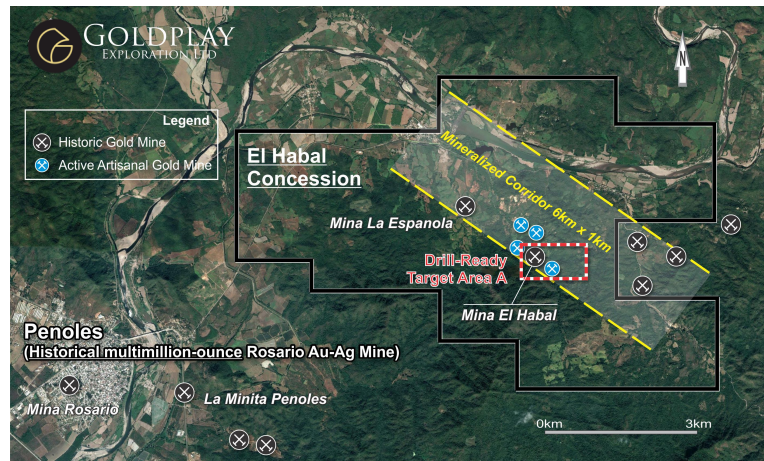 GOLDPLAY
EXPLORATION LTD
N
Legend
Historic Gold Mine
Active Artisanal Gold Mine
El Habal
Concession
Mineralized Corridor 6km x 1km
Mina La Espanola
Drill-Ready
Target Area A
Mina El Habal
Penoles
(Historical multimillion-ounce Rosario Au-Ag Mine)
Mina Rosario
La Minita Penoles
0km
3km